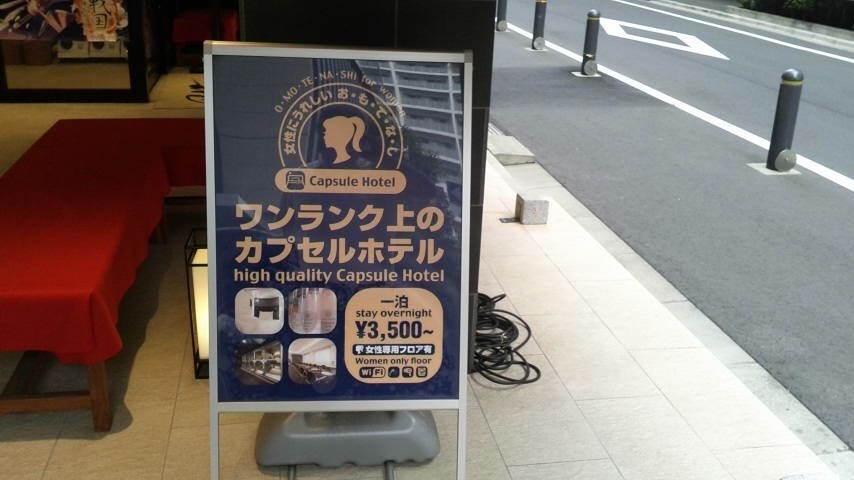 戦国
O・MO・TE・NA・SHI for women
女性にうれしい お・も・て・な・し
Capsule Hotel
ワンランク上の
カプセルホテル
high quality Capsule Hotel
一泊
stay overnight
¥3,500~
女性専用フロア有
Women only floor
WiFi